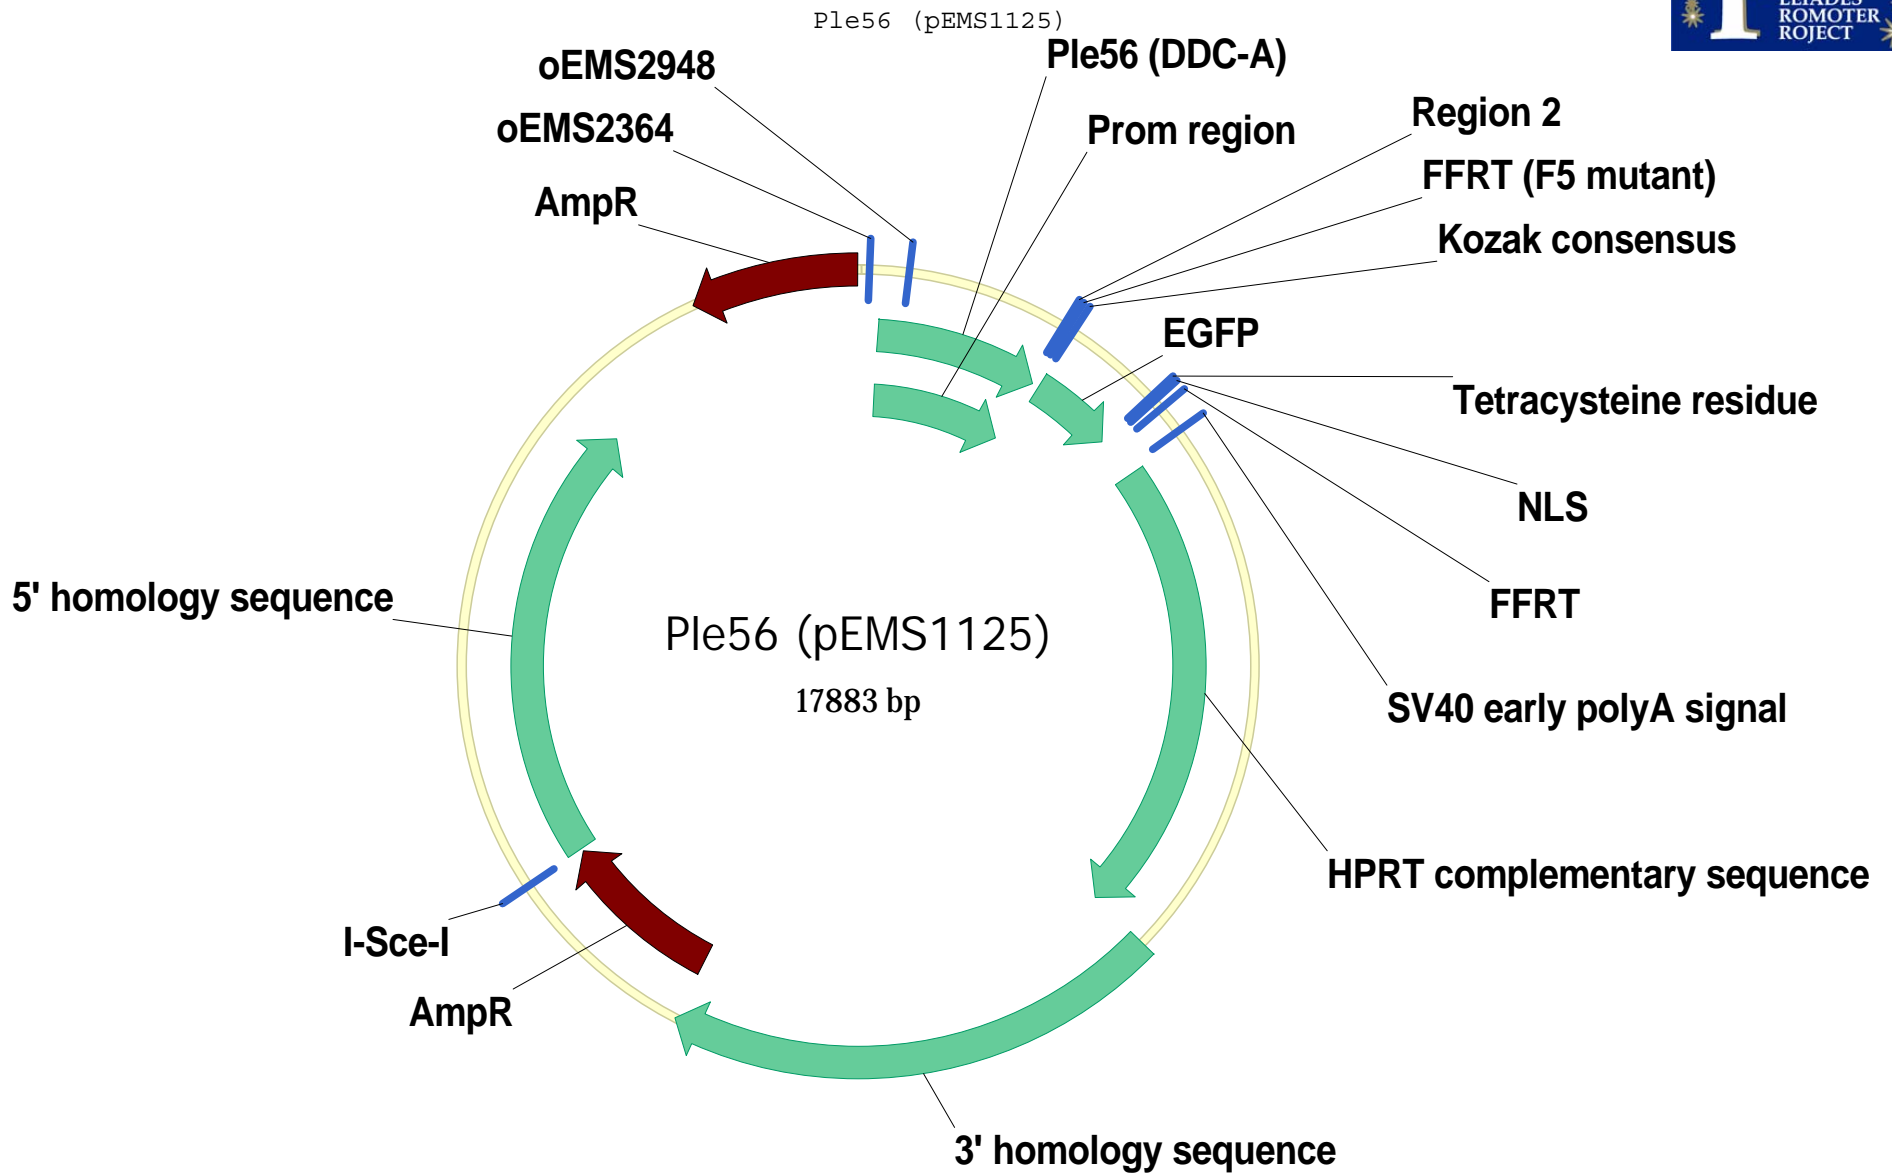 Ple56 (pEMS1125)
ROMOTER
ROJECT
oEMS2948
Ple56 (DDC-A)
oEMS2364
Prom region
Region 2
FFRT (F5 mutant)
AmpR
Kozak consensus
EGFP
Tetracysteine residue
NLS
5' homology sequence
FFRT
Ple56 (pEMS1125)
17883 bp
SV40 early polyA signal
HPRT complementary sequence
I-Sce-I
AmpR
3' homology sequence